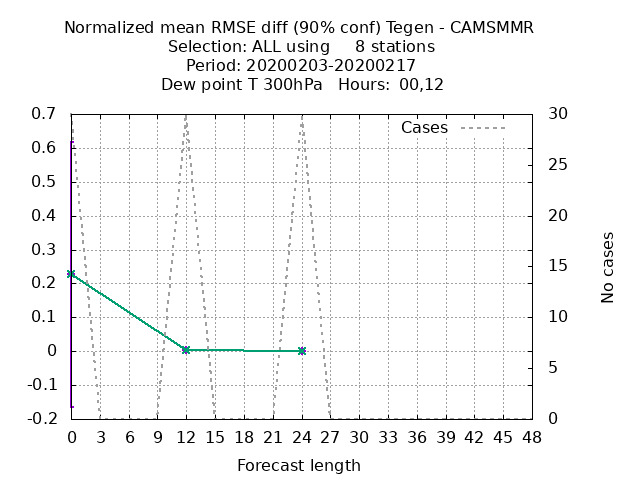 Normalized mean RMSE diff (90% conf) Tegen - CAMSMMR
Selection: ALL using     8 stations
Period: 20200203-20200217
Dew point T 300hPa   Hours: 00,12
Cases
0.7
0.6
0.5
0.4
0.3
0.2
0.1
0
-0.1
-0.2
30
25
20
15
10
5
0
No cases
0 3 6 9 12 15 18 21 24 27 30 33 36 39 42 45 48
Forecast length